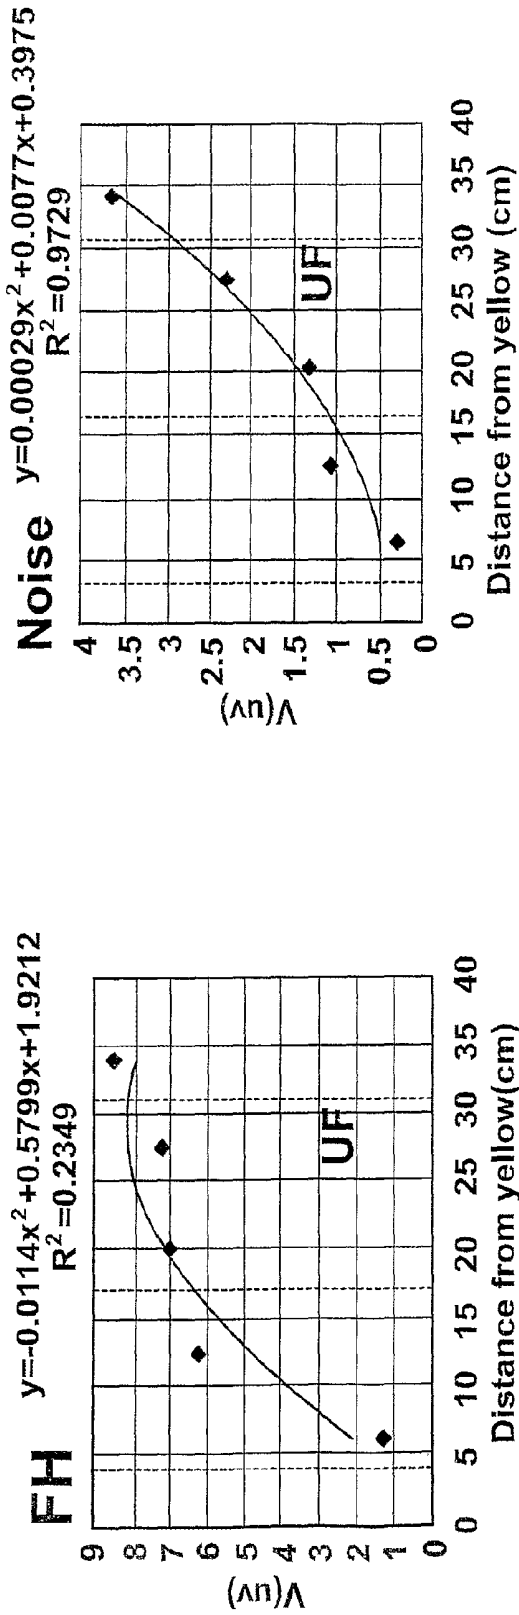 FH
y=-0.0114x²+0.5799x+1.9212
R²=0.2349
9
8
7
6
5
4
3
2
1
0
V(uv)
UF
0 5 10 15 20 25 30 35 40
Distance from yellow(cm)
Noise
y=0.00029x²+0.0077x+0.3975
R²=0.9729
4
3.5
3
2.5
2
1.5
1
0.5
0
V(uv)
UF
0 5 10 15 20 25 30 35 40
Distance from yellow (cm)